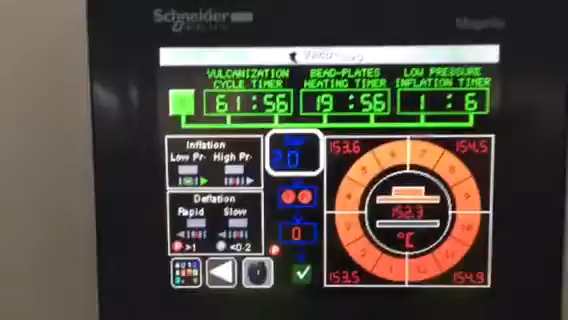 Schneider
Magelis
VULCANIZATION CYCLE TIMER
BEAD-PLATES HEATING TIMER
LOW PRESSURE INFLATION TIMER
61:56
19:56
1:6
Inflation
Low Pr. High Pr.
Deflation
Rapid Slow
P >1
P <0.2
2.0
0
P
153.6
154.5
152.3
°C
153.5
154.9